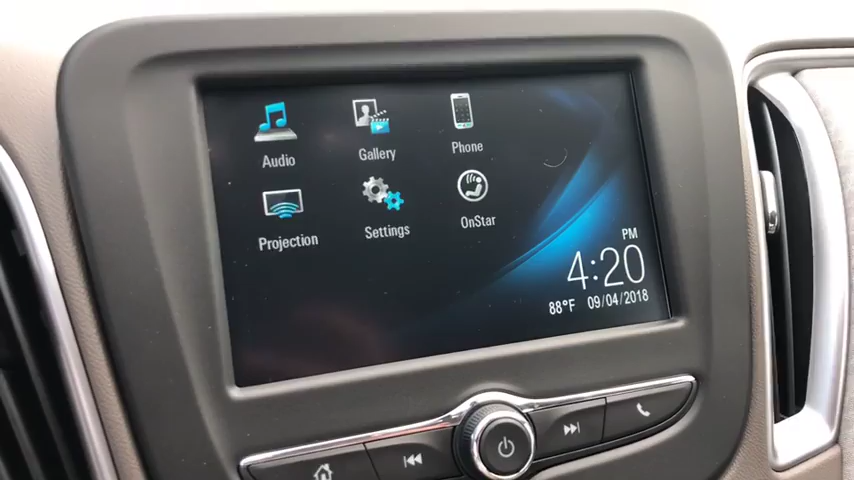 Audio
Gallery
Phone
Projection
Settings
OnStar
PM
4:20
88°F 09/04/2018